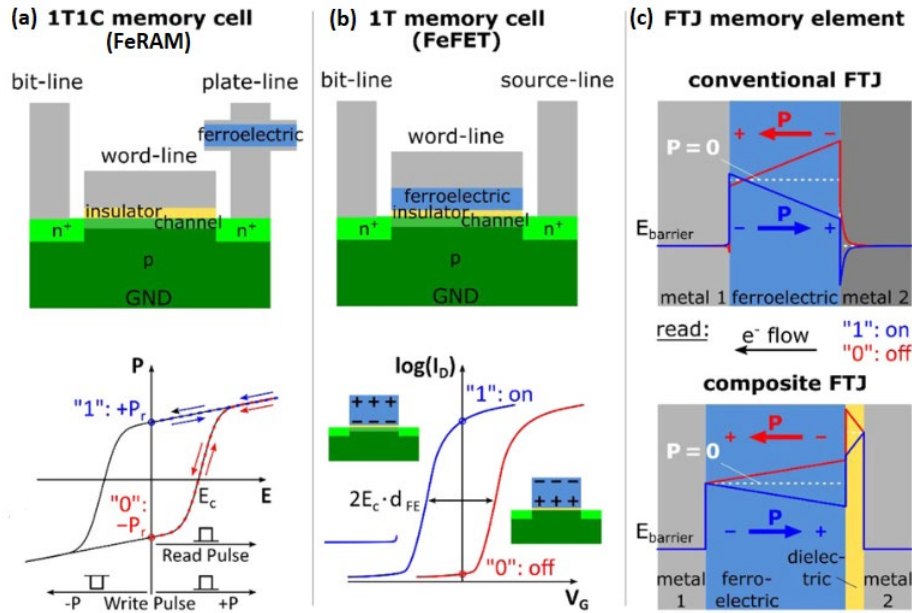 (a) 1T1C memory cell
(FeRAM)
bit-line
plate-line
ferroelectric
word-line
insulator
channel
n+
n+
p
GND
P
"1": +Pr
"0":
−Pr
Ec
E
Read Pulse
-P
Write Pulse
+P
(b) 1T memory cell
(FeFET)
bit-line
source-line
word-line
ferroelectric
insulator
channel
n+
n+
p
GND
log(ID)
"1": on
+ + +
− − −
− − −
+ + +
2Ec · dFE
"0": off
VG
(c) FTJ memory element
conventional FTJ
+ P −
P = 0
− P +
Ebarrier
metal 1
ferroelectric
metal 2
read:
e- flow
"1": on
"0": off
composite FTJ
+ P −
P = 0
− P +
Ebarrier
metal
1
ferro-
electric
dielec-
tric
metal
2